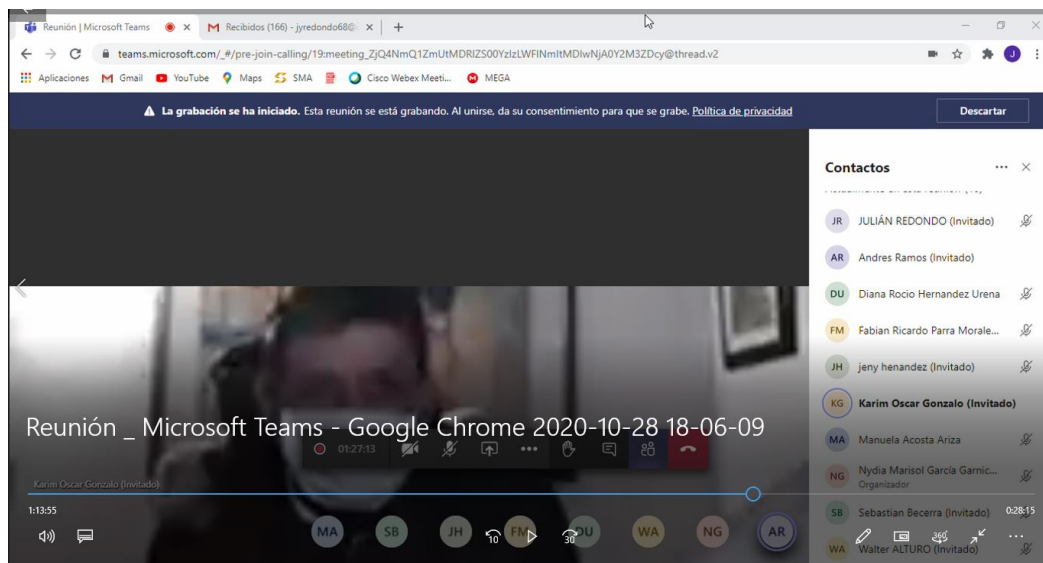 Reunión | Microsoft Teams
Recibidos (166) - jyredondo68@
teams.microsoft.com/_#/pre-join-calling/19:meeting_ZjQ4NmQ1ZmUtMDRlZS00YzIzLWFlNmItMDIwNjA0Y2M3ZDcy@thread.v2
J
Aplicaciones Gmail YouTube Maps SMA Cisco Webex Meeti... MEGA
La grabación se ha iniciado. Esta reunión se está grabando. Al unirse, da su consentimiento para que se grabe. Política de privacidad
Descartar
Contactos
JR JULIÁN REDONDO (Invitado)
AR Andres Ramos (Invitado)
DU Diana Rocio Hernandez Urena
FM Fabian Ricardo Parra Morale...
JH jeny henandez (Invitado)
KG Karim Oscar Gonzalo (Invitado)
MA Manuela Acosta Ariza
NG Nydia Marisol García Garnic...
Organizador
SB Sebastian Becerra (Invitado)
WA Walter ALTURO (Invitado)
Reunión _ Microsoft Teams - Google Chrome 2020-10-28 18-06-09
01:27:13
Karim Oscar Gonzalo (Invitado)
1:13:55
0:28:15
MA SB JH FM DU WA NG AR
10
30
360°